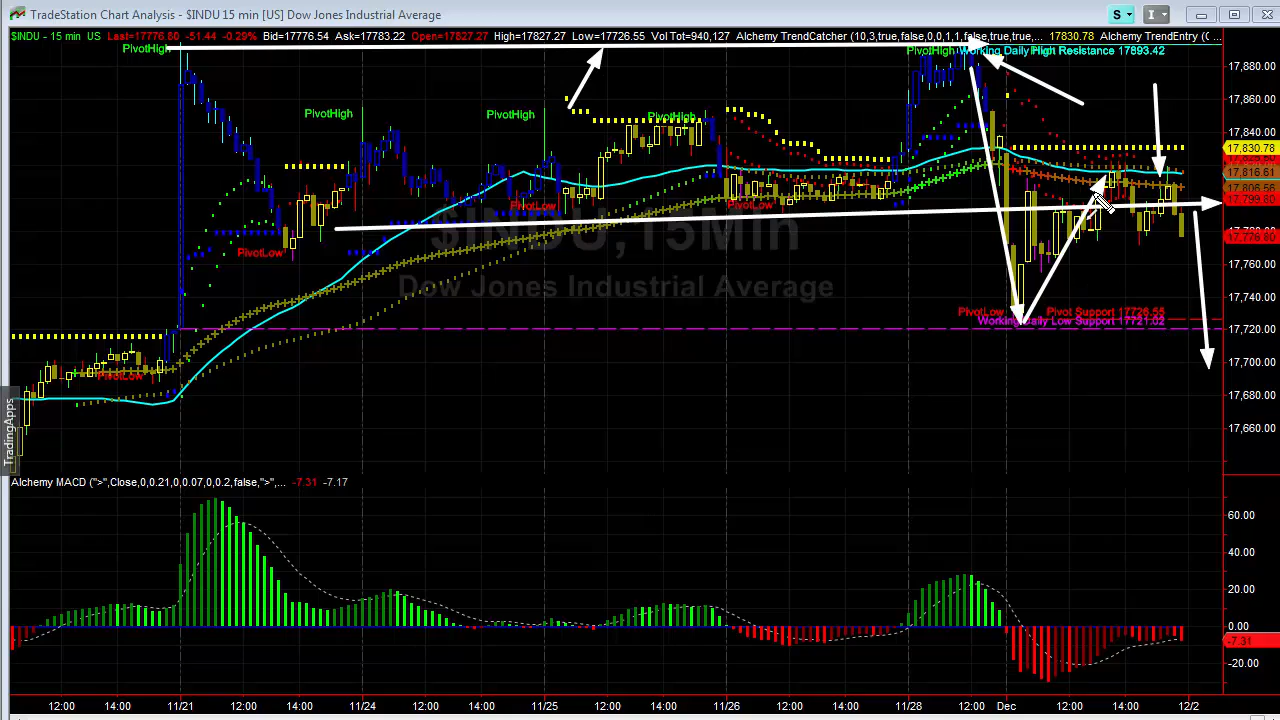 TradeStation Chart Analysis - $INDU 15 min [US] Dow Jones Industrial Average
S
I
$INDU - 15 min US Last=17776.80 -51.44 -0.29% Bid=17776.54 Ask=17783.22 Open=17827.27 High=17827.27 Low=17726.55 Vol Tot=940,127 Alchemy TrendCatcher (10,3,true,false,0,0,1,1,false,true,true,... 17830.78 Alchemy TrendEntry (0...
PivotHigh
PivotHigh
Working Daily High Resistance 17893.42
17,880.00
17,860.00
PivotHigh
PivotHigh
PivotHigh
17,840.00
17,830.78
17,816.61
17,806.56
17,799.60
PivotLow
PivotLow
PivotLow
$INDU,15Min
17,776.80
PivotLow
17,760.00
Dow Jones Industrial Average
17,740.00
PivotLow
Pivot Support 17726.55
Working Daily Low Support 17721.02
17,720.00
17,700.00
PivotLow
17,680.00
17,660.00
TradingApps
Alchemy MACD (">",Close,0,0.21,0,0.07,0,0.2,false,">",... -7.31 -7.17
60.00
40.00
20.00
0.00
-7.31
-20.00
12:00 14:00 11/21 12:00 14:00 11/24 12:00 14:00 11/25 12:00 14:00 11/26 12:00 14:00 11/28 12:00 Dec 12:00 14:00 12/2